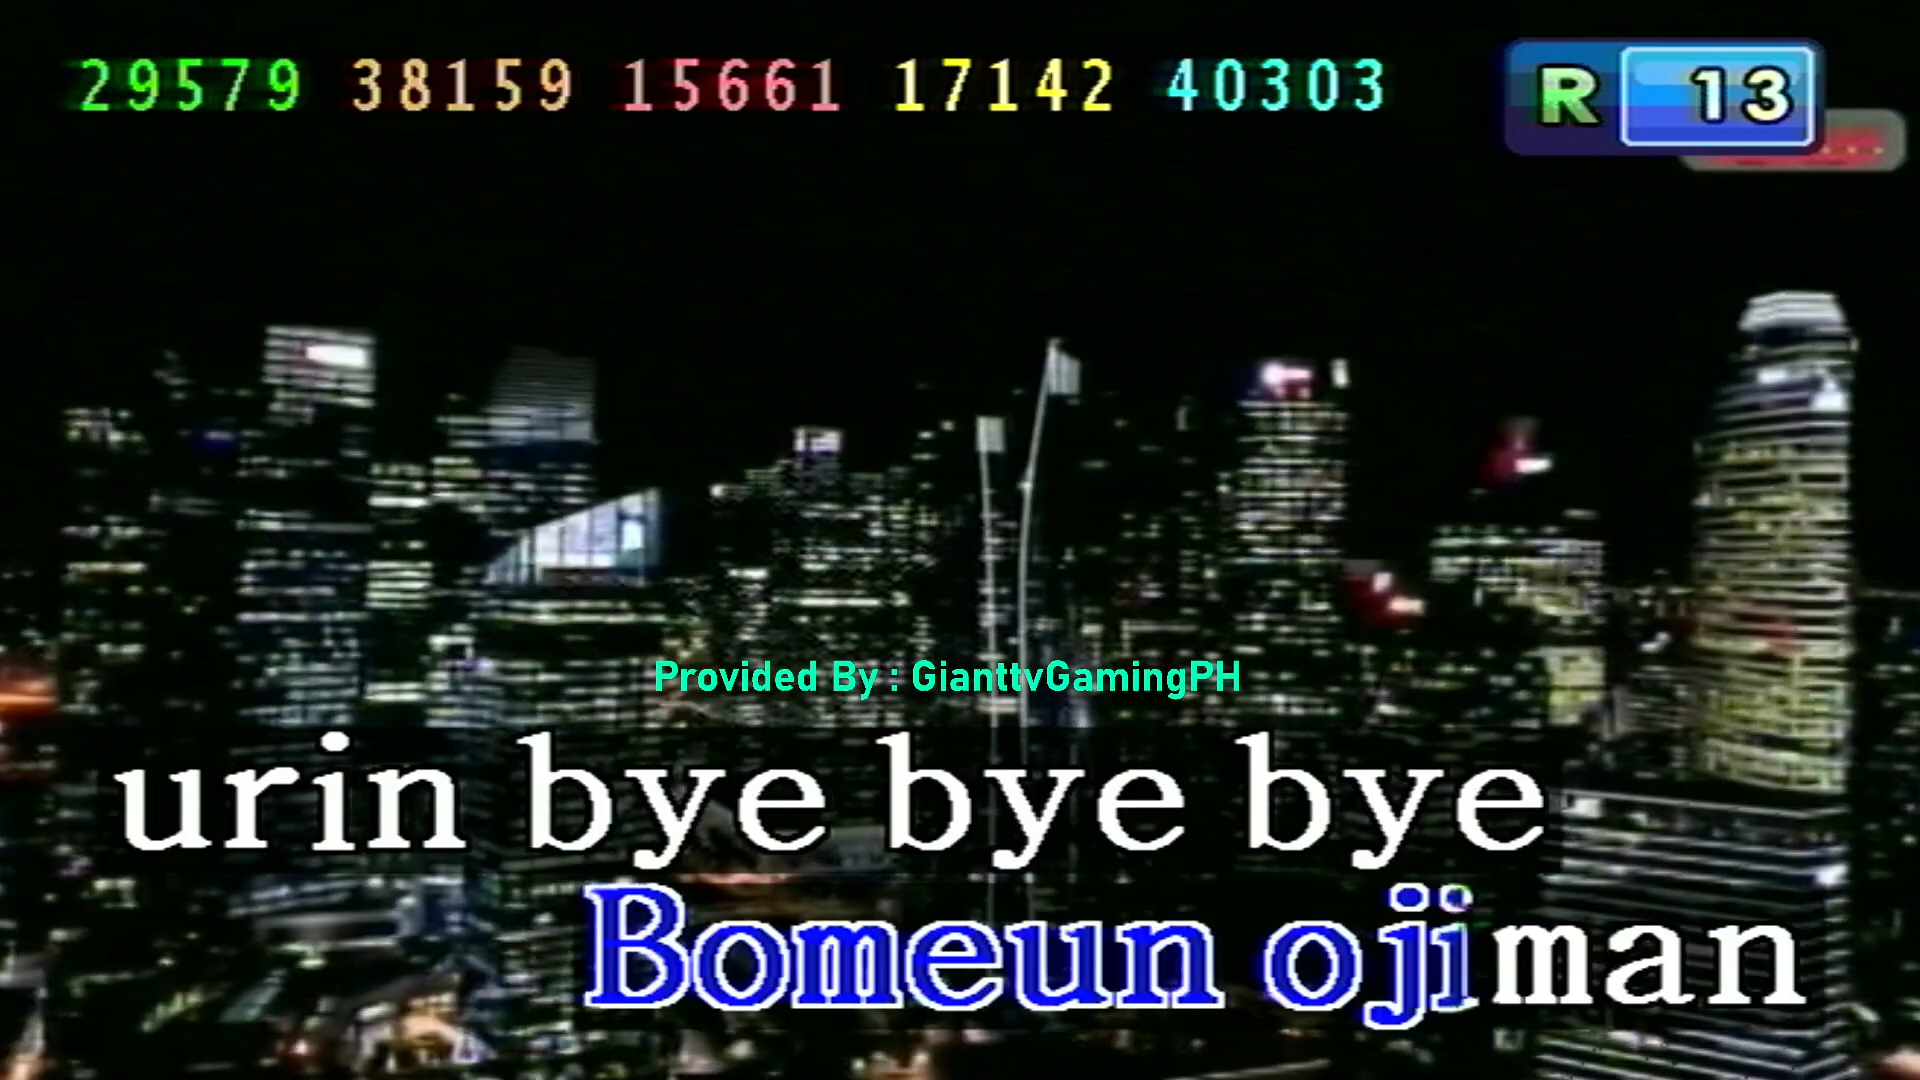 29579 38159 15661 17142 40303
R 13
Provided By : GianttvGamingPH
urin bye bye bye
Bomeun ojiman